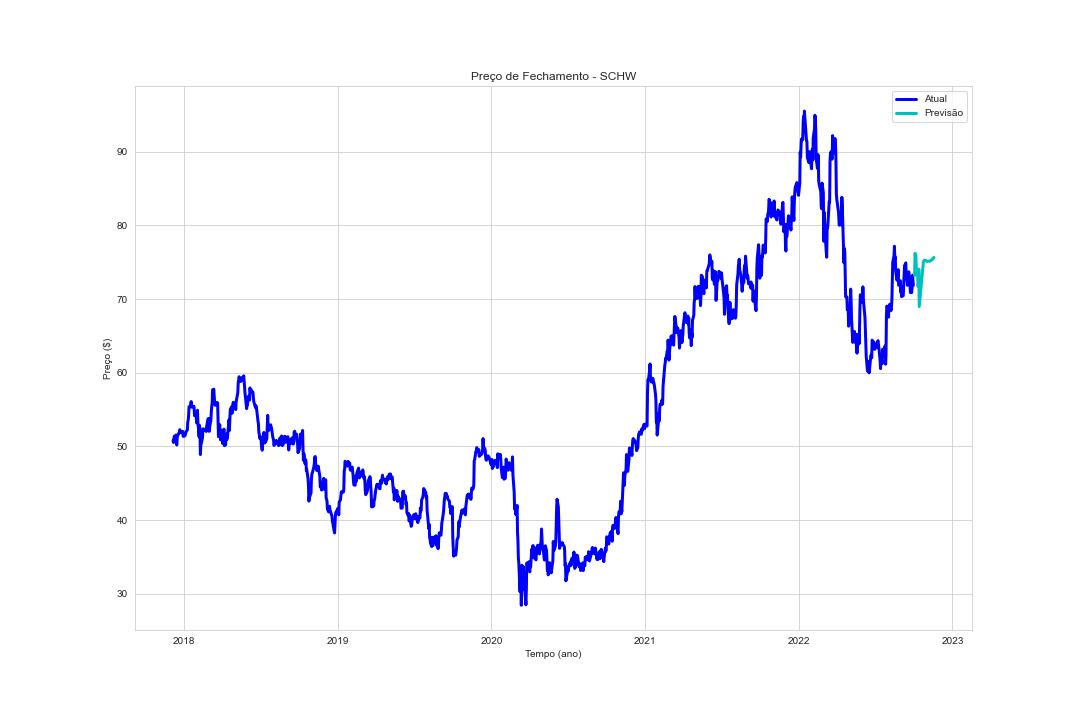 Preço de Fechamento - SCHW
Atual
Previsão
Preço ($)
90
80
70
60
50
40
30
2018
2019
2020
2021
2022
2023
Tempo (ano)